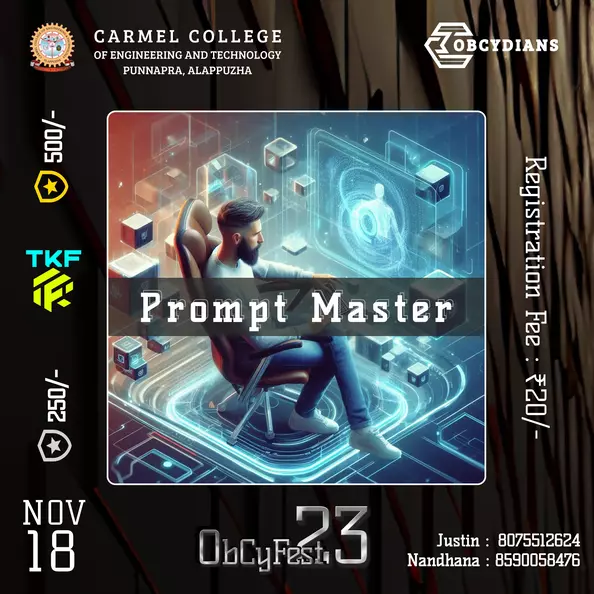 CARMEL COLLEGE
OF ENGINEERING AND TECHNOLOGY
PUNNAPRA, ALAPPUZHA
OBCYDIANS
500/-
TKF
250/-
Prompt Master
Registration Fee : ₹20/-
NOV
18
ObCyFest 23
Justin : 8075512624
Nandhana : 8590058476